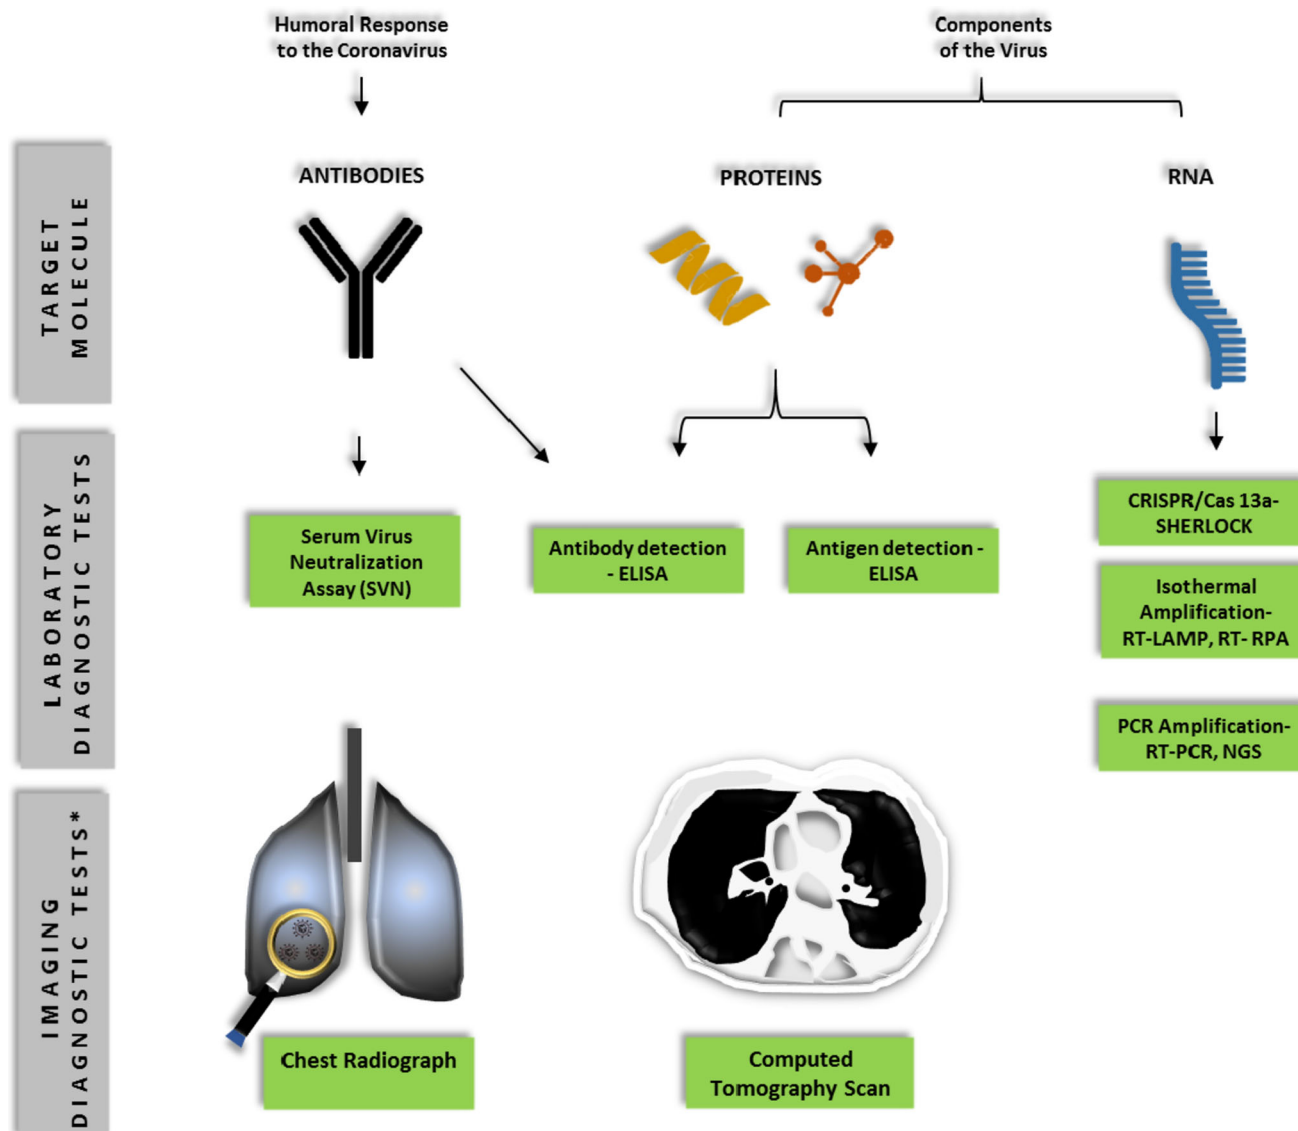 Humoral Response
to the Coronavirus
Components
of the Virus
TARGET
MOLECULE
ANTIBODIES
PROTEINS
RNA
LABORATORY
DIAGNOSTIC TESTS
Serum Virus
Neutralization
Assay (SVN)
Antibody detection
- ELISA
Antigen detection -
ELISA
CRISPR/Cas 13a-
SHERLOCK
Isothermal
Amplification-
RT-LAMP, RT- RPA
PCR Amplification-
RT-PCR, NGS
IMAGING
DIAGNOSTIC TESTS*
Chest Radiograph
Computed
Tomography Scan